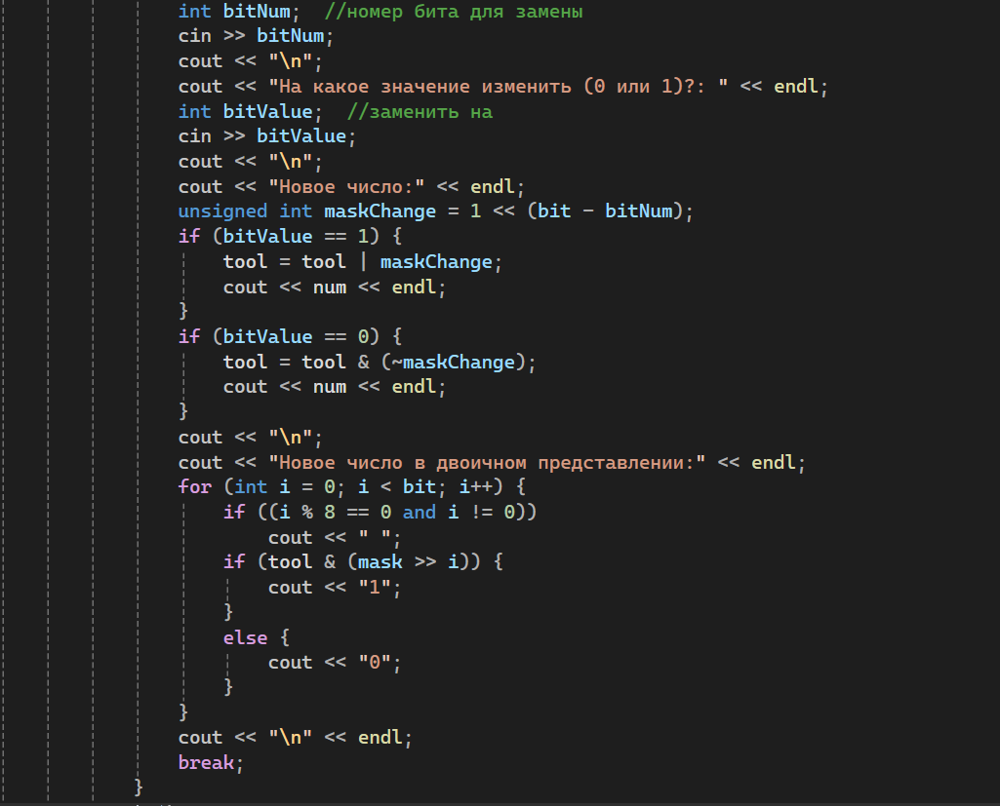 int bitNum;  //номер бита для замены
cin >> bitNum;
cout << "\n";
cout << "На какое значение изменить (0 или 1)?: " << endl;
int bitValue;  //заменить на
cin >> bitValue;
cout << "\n";
cout << "Новое число:" << endl;
unsigned int maskChange = 1 << (bit - bitNum);
if (bitValue == 1) {
    tool = tool | maskChange;
    cout << num << endl;
}
if (bitValue == 0) {
    tool = tool & (~maskChange);
    cout << num << endl;
}
cout << "\n";
cout << "Новое число в двоичном представлении:" << endl;
for (int i = 0; i < bit; i++) {
    if ((i % 8 == 0 and i != 0))
        cout << " ";
    if (tool & (mask >> i)) {
        cout << "1";
    }
    else {
        cout << "0";
    }
}
cout << "\n" << endl;
break;
}